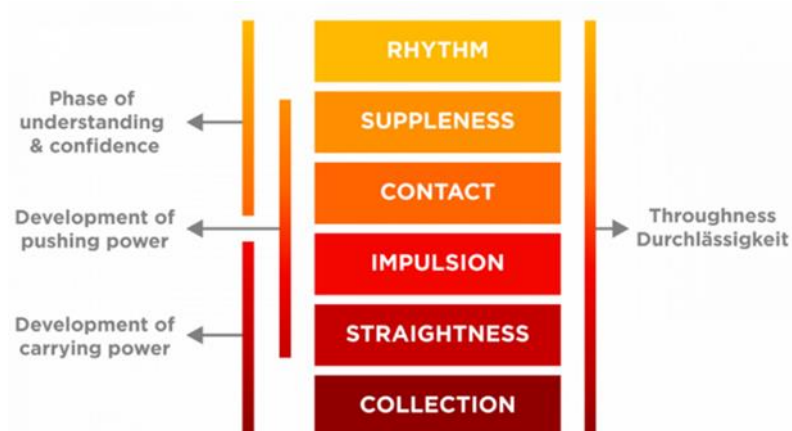 RHYTHM
SUPPLENESS
CONTACT
IMPULSION
STRAIGHTNESS
COLLECTION
Phase of
understanding
& confidence
Development of
pushing power
Development of
carrying power
Throughness
Durchlässigkeit